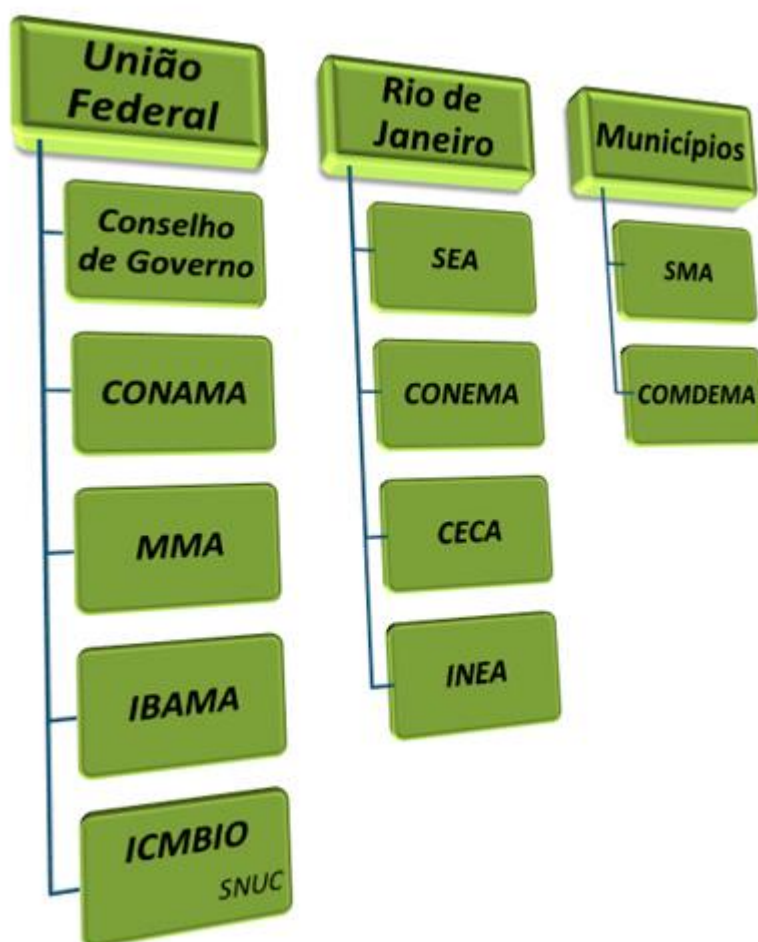 União
Federal
Conselho
de Governo
CONAMA
MMA
IBAMA
ICMBIO
SNUC
Rio de
Janeiro
SEA
CONEMA
CECA
INEA
Municípios
SMA
COMDEMA